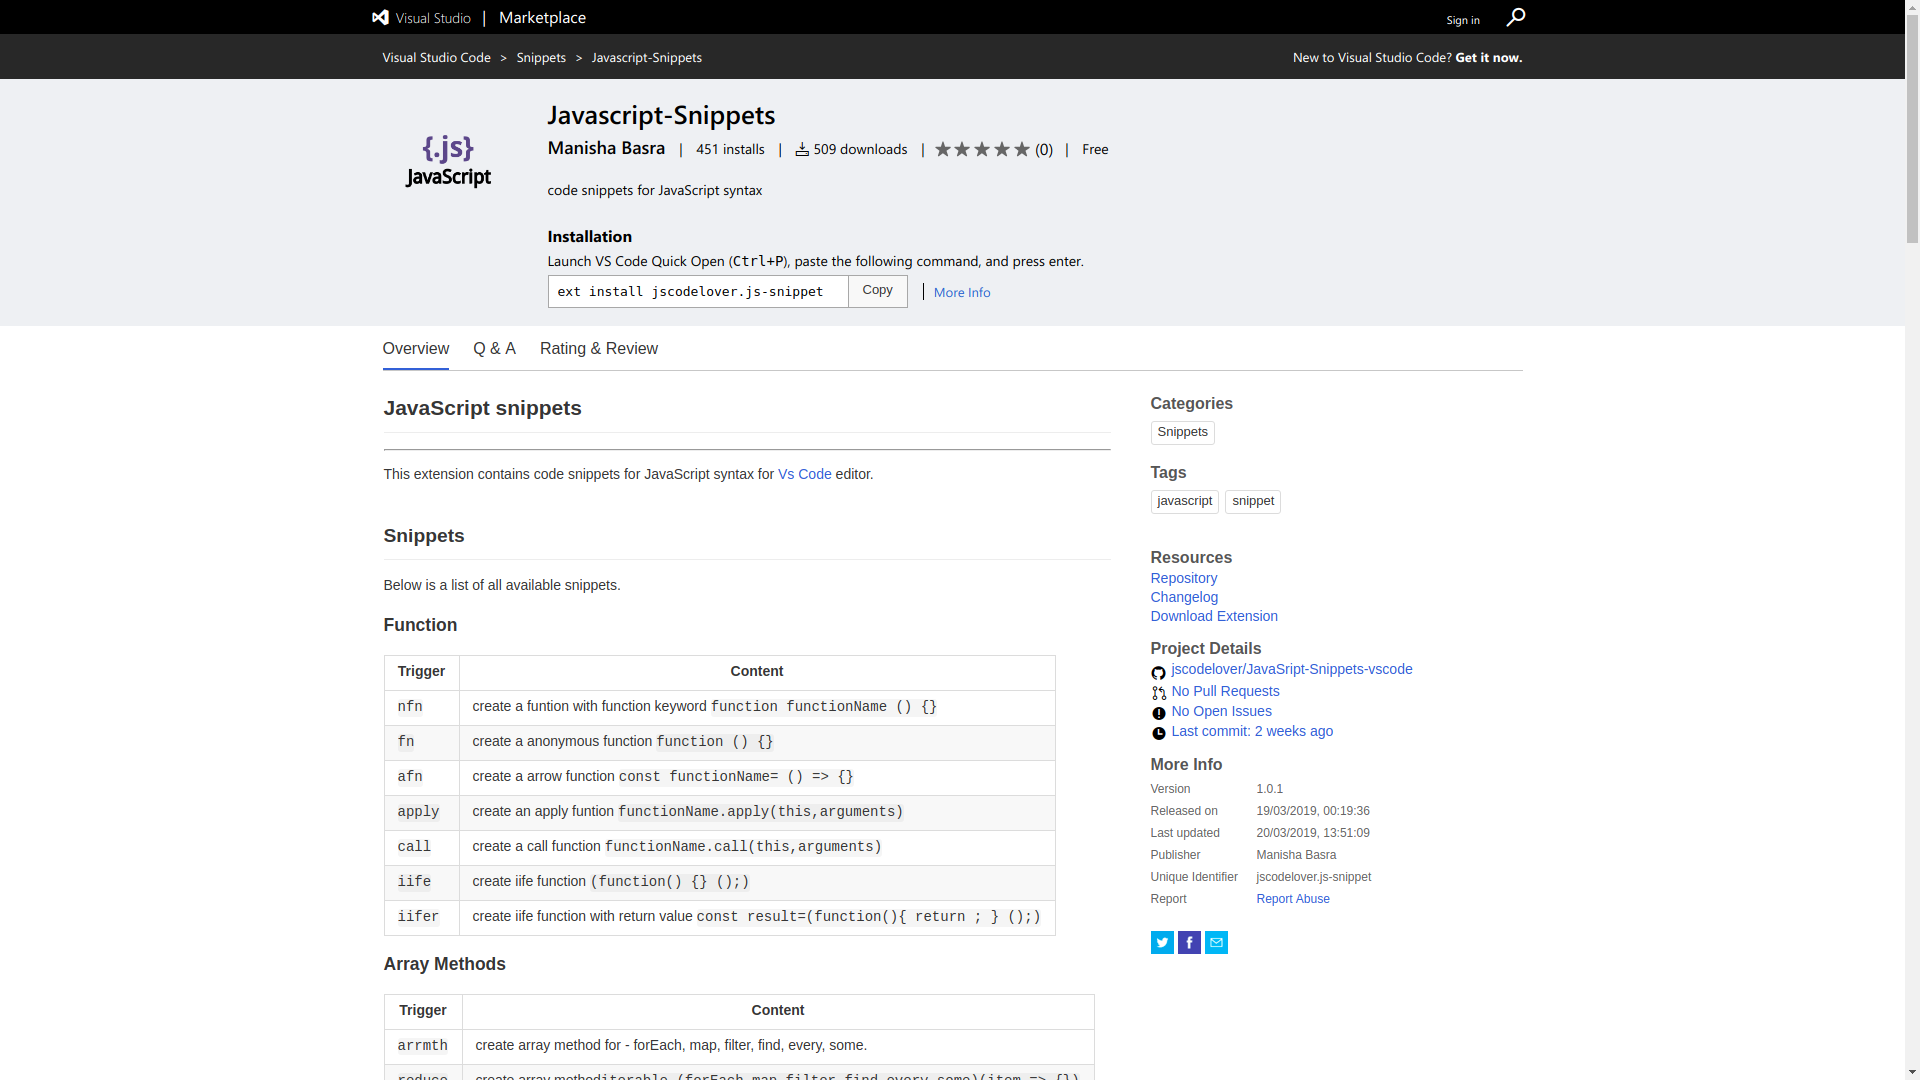 Visual Studio | Marketplace
Sign in
Visual Studio Code > Snippets > Javascript-Snippets
New to Visual Studio Code? Get it now.
{.js}
JavaScript
Javascript-Snippets
Manisha Basra | 451 installs | 509 downloads | (0) | Free
code snippets for JavaScript syntax
Installation
Launch VS Code Quick Open (Ctrl+P), paste the following command, and press enter.
ext install jscodelover.js-snippet
Copy
More Info
Overview
Q & A
Rating & Review
JavaScript snippets
This extension contains code snippets for JavaScript syntax for Vs Code editor.
Snippets
Below is a list of all available snippets.
Function
Trigger Content
nfn create a funtion with function keyword function functionName () {}
fn create a anonymous function function () {}
afn create a arrow function const functionName= () => {}
apply create an apply funtion functionName.apply(this,arguments)
call create a call function functionName.call(this,arguments)
iife create iife function (function() {} ();)
iifer create iife function with return value const result=(function(){ return ; } ();)
Array Methods
Trigger Content
arrmth create array method for - forEach, map, filter, find, every, some.
reduce create array methoditerable.(forEach,map,filter,find,every,some)(item => {})
Categories
Snippets
Tags
javascript
snippet
Resources
Repository
Changelog
Download Extension
Project Details
jscodelover/JavaSript-Snippets-vscode
No Pull Requests
No Open Issues
Last commit: 2 weeks ago
More Info
Version 1.0.1
Released on 19/03/2019, 00:19:36
Last updated 20/03/2019, 13:51:09
Publisher Manisha Basra
Unique Identifier jscodelover.js-snippet
Report Report Abuse